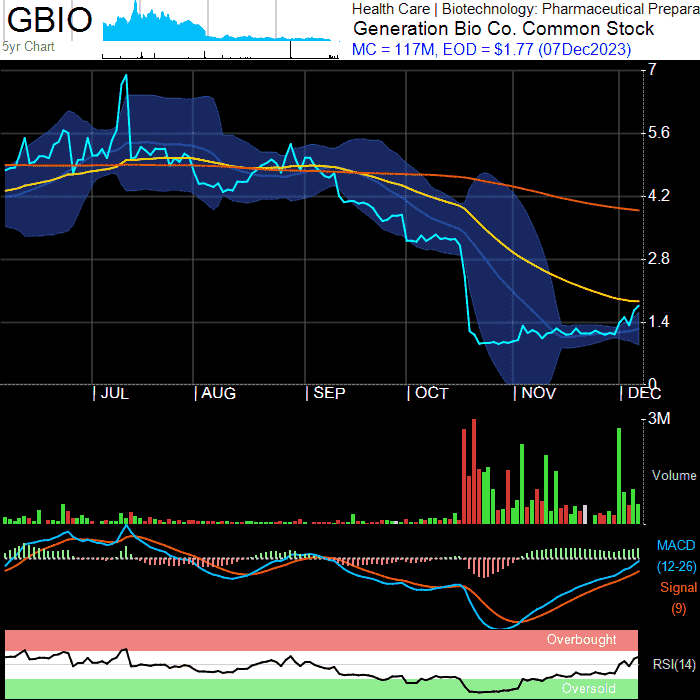 GBIO
5yr Chart
Health Care | Biotechnology: Pharmaceutical Prepara
Generation Bio Co. Common Stock
MC = 117M, EOD = $1.77 (07Dec2023)
7
5.6
4.2
2.8
1.4
0
JUL AUG SEP OCT NOV DEC
3M
Volume
MACD
(12-26)
Signal
(9)
Overbought
RSI(14)
Oversold